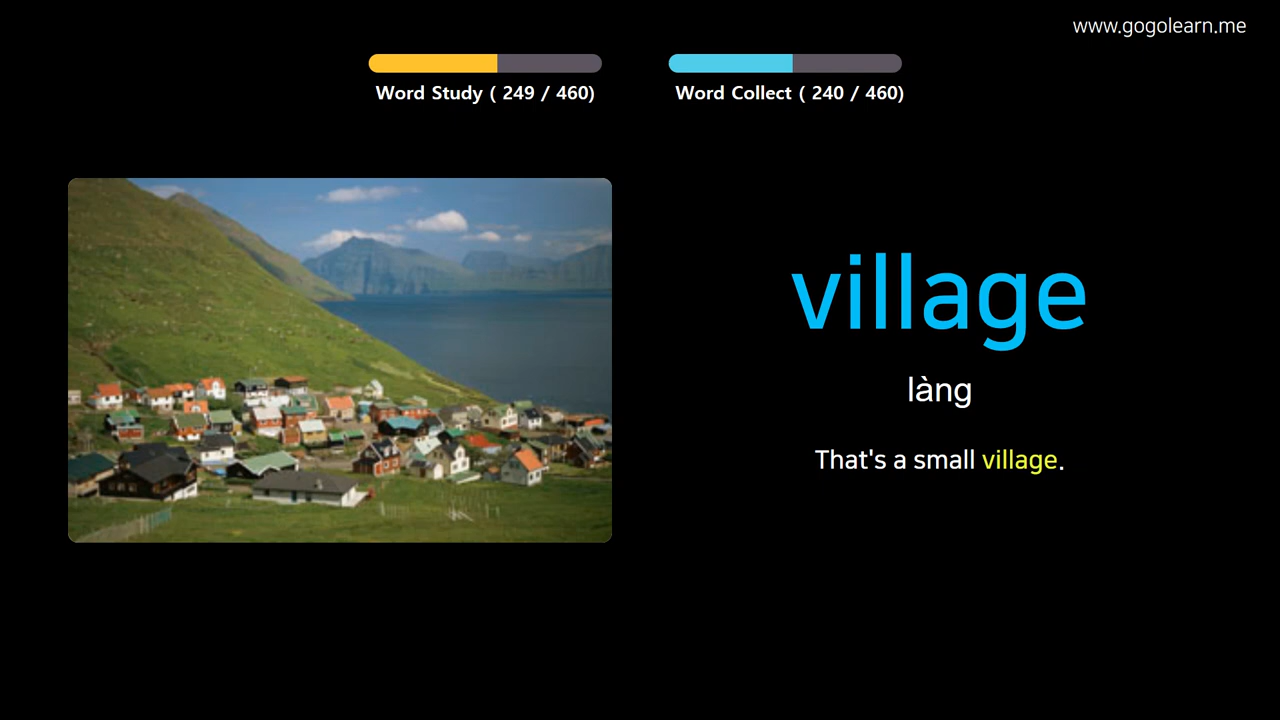 www.gogolearn.me
Word Study ( 249 / 460)
Word Collect ( 240 / 460)
village
làng
That's a small village.